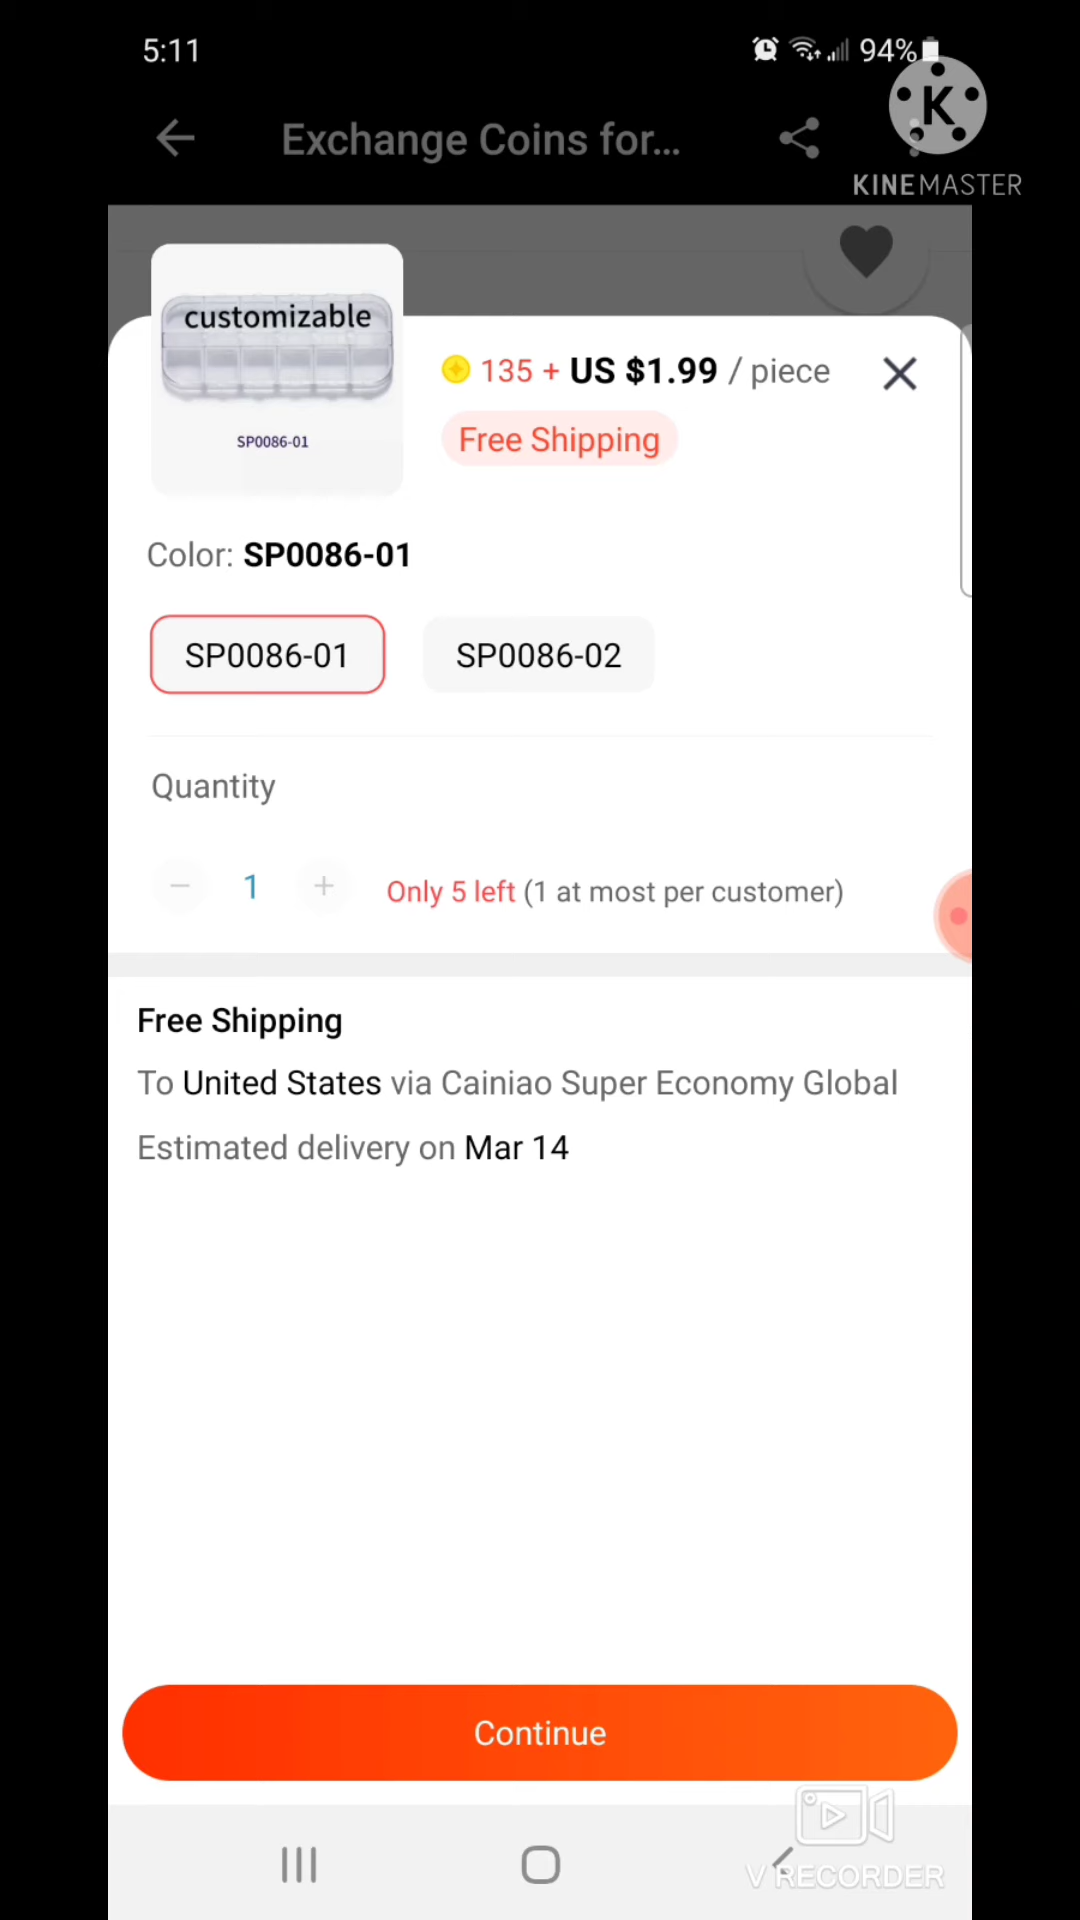 5:11
94%
Exchange Coins for...
K
KINEMASTER
customizable
SP0086-01
135 + US $1.99 / piece
Free Shipping
Color: SP0086-01
SP0086-01
SP0086-02
Quantity
1
Only 5 left (1 at most per customer)
Free Shipping
To United States via Cainiao Super Economy Global
Estimated delivery on Mar 14
Continue
V RECORDER